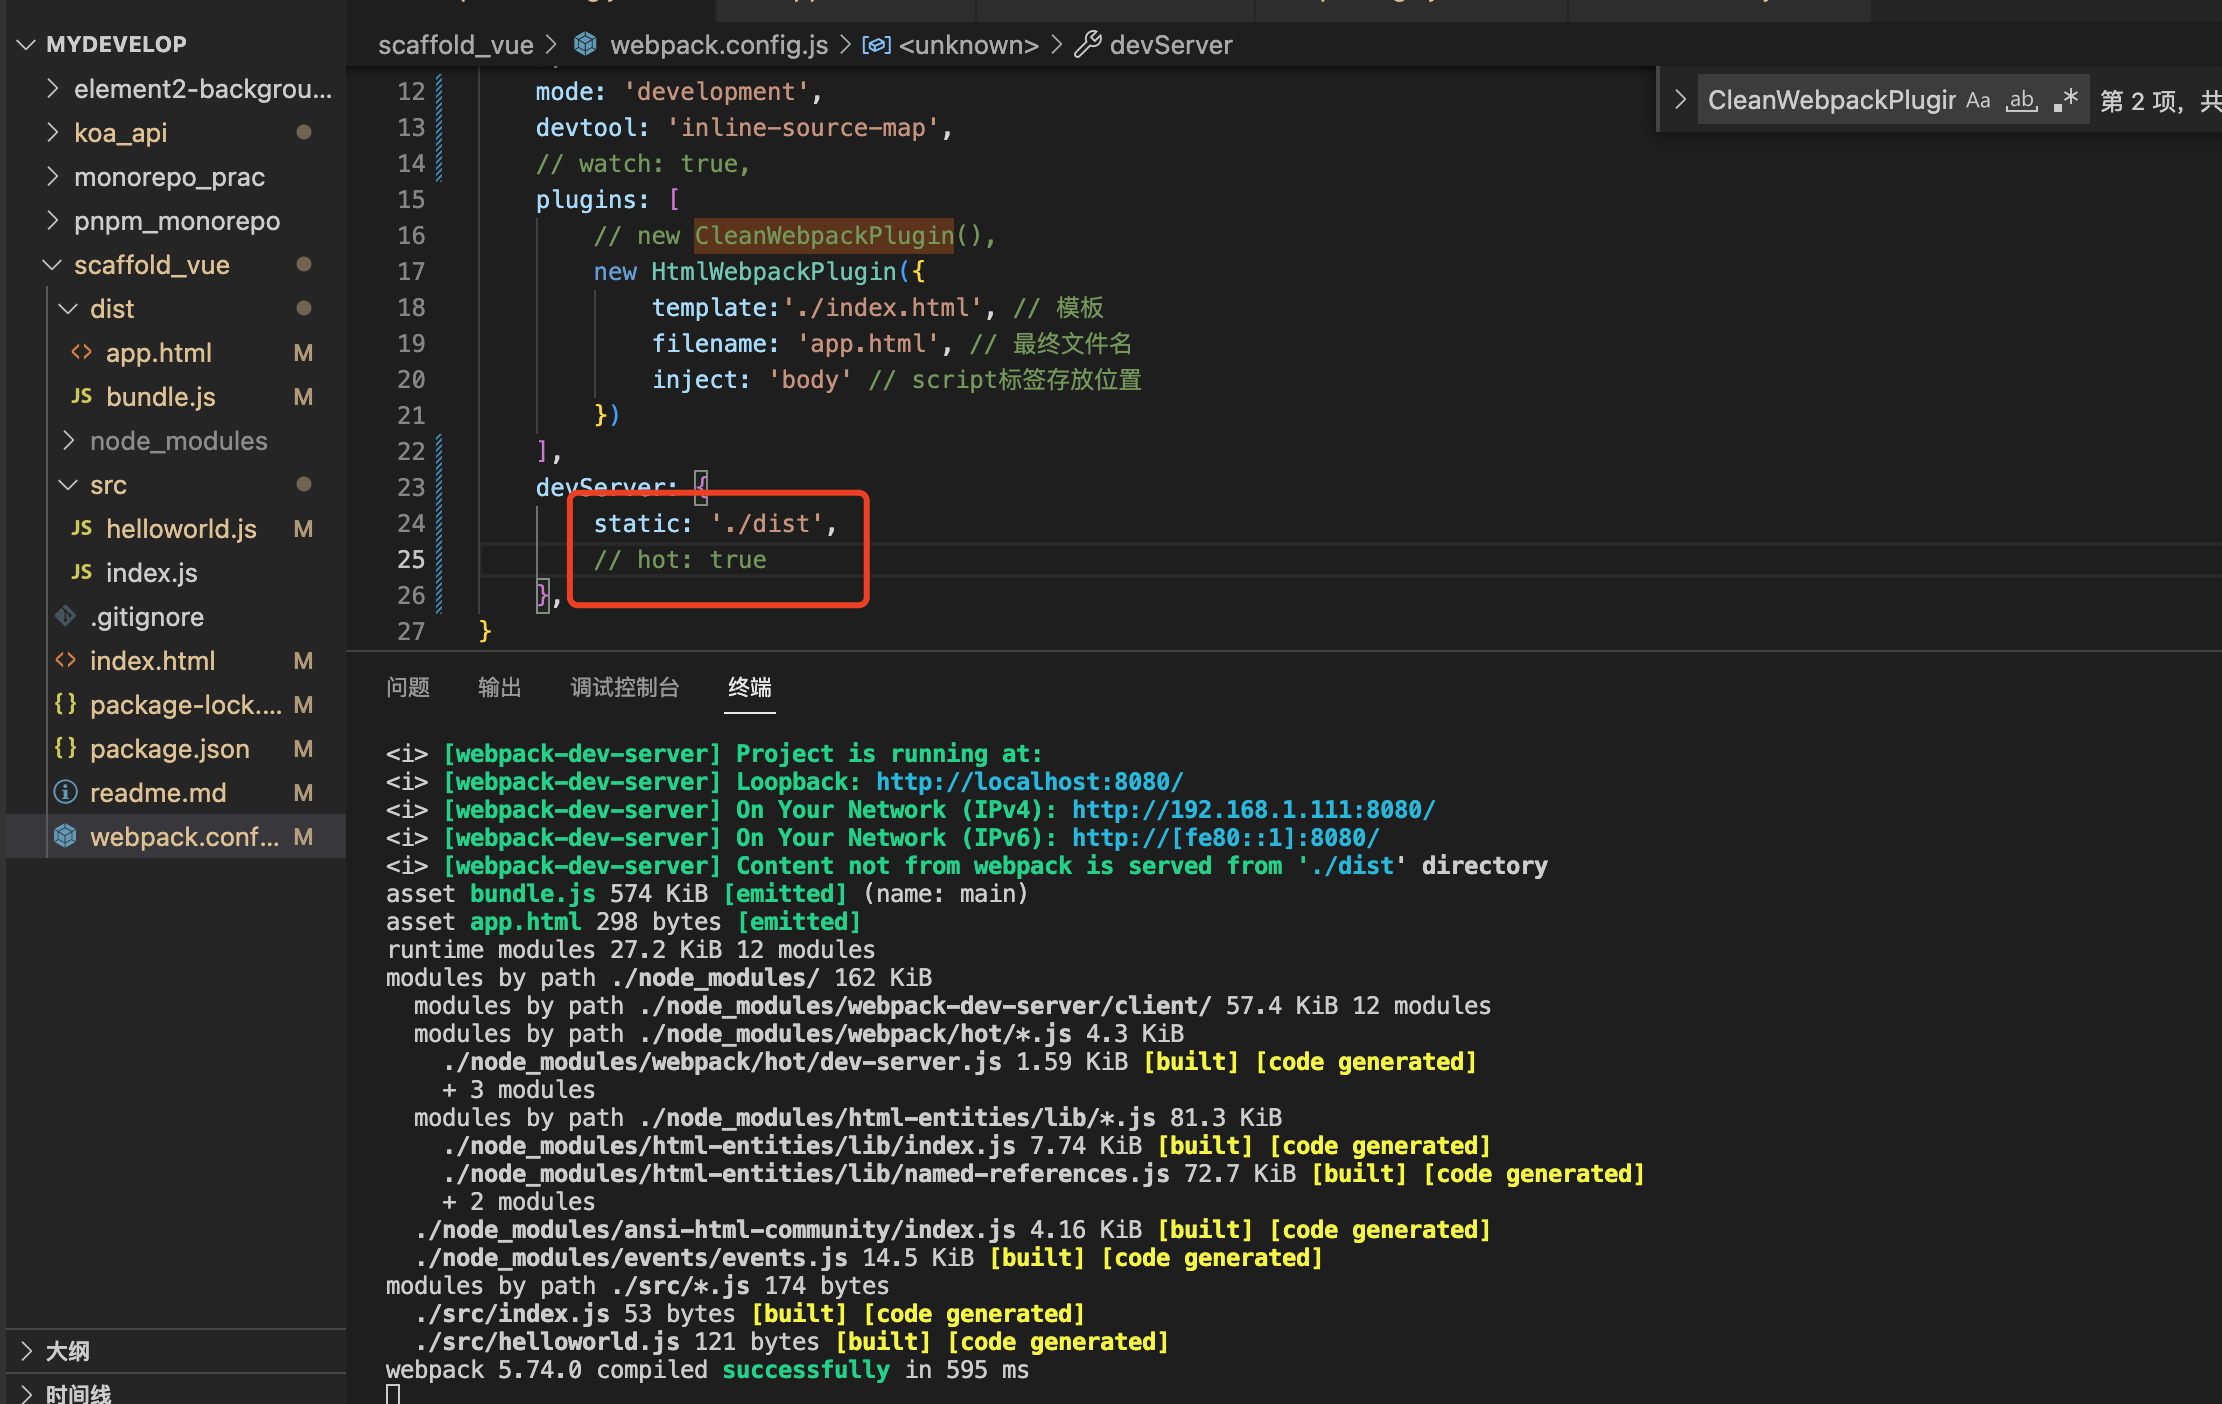 MYDEVELOP
element2-backgrou...
koa_api
monorepo_prac
pnpm_monorepo
scaffold_vue
dist
app.html M
JS bundle.js M
node_modules
src
JS helloworld.js M
JS index.js
.gitignore
index.html M
{} package-lock.... M
{} package.json M
readme.md M
webpack.conf... M
大纲
时间线
scaffold_vue > webpack.config.js > <unknown> > devServer
CleanWebpackPlugin Aa ab .* 第 2 项, 共
12 mode: 'development',
13 devtool: 'inline-source-map',
14 // watch: true,
15 plugins: [
16 // new CleanWebpackPlugin(),
17 new HtmlWebpackPlugin({
18 template:'./index.html', // 模板
19 filename: 'app.html', // 最终文件名
20 inject: 'body' // script标签存放位置
21 })
22 ],
23 devServer: {
24 static: './dist',
25 // hot: true
26 },
27 }
问题 输出 调试控制台 终端
<i> [webpack-dev-server] Project is running at:
<i> [webpack-dev-server] Loopback: http://localhost:8080/
<i> [webpack-dev-server] On Your Network (IPv4): http://192.168.1.111:8080/
<i> [webpack-dev-server] On Your Network (IPv6): http://[fe80::1]:8080/
<i> [webpack-dev-server] Content not from webpack is served from './dist' directory
asset bundle.js 574 KiB [emitted] (name: main)
asset app.html 298 bytes [emitted]
runtime modules 27.2 KiB 12 modules
modules by path ./node_modules/ 162 KiB
modules by path ./node_modules/webpack-dev-server/client/ 57.4 KiB 12 modules
modules by path ./node_modules/webpack/hot/*.js 4.3 KiB
./node_modules/webpack/hot/dev-server.js 1.59 KiB [built] [code generated]
+ 3 modules
modules by path ./node_modules/html-entities/lib/*.js 81.3 KiB
./node_modules/html-entities/lib/index.js 7.74 KiB [built] [code generated]
./node_modules/html-entities/lib/named-references.js 72.7 KiB [built] [code generated]
+ 2 modules
./node_modules/ansi-html-community/index.js 4.16 KiB [built] [code generated]
./node_modules/events/events.js 14.5 KiB [built] [code generated]
modules by path ./src/*.js 174 bytes
./src/index.js 53 bytes [built] [code generated]
./src/helloworld.js 121 bytes [built] [code generated]
webpack 5.74.0 compiled successfully in 595 ms